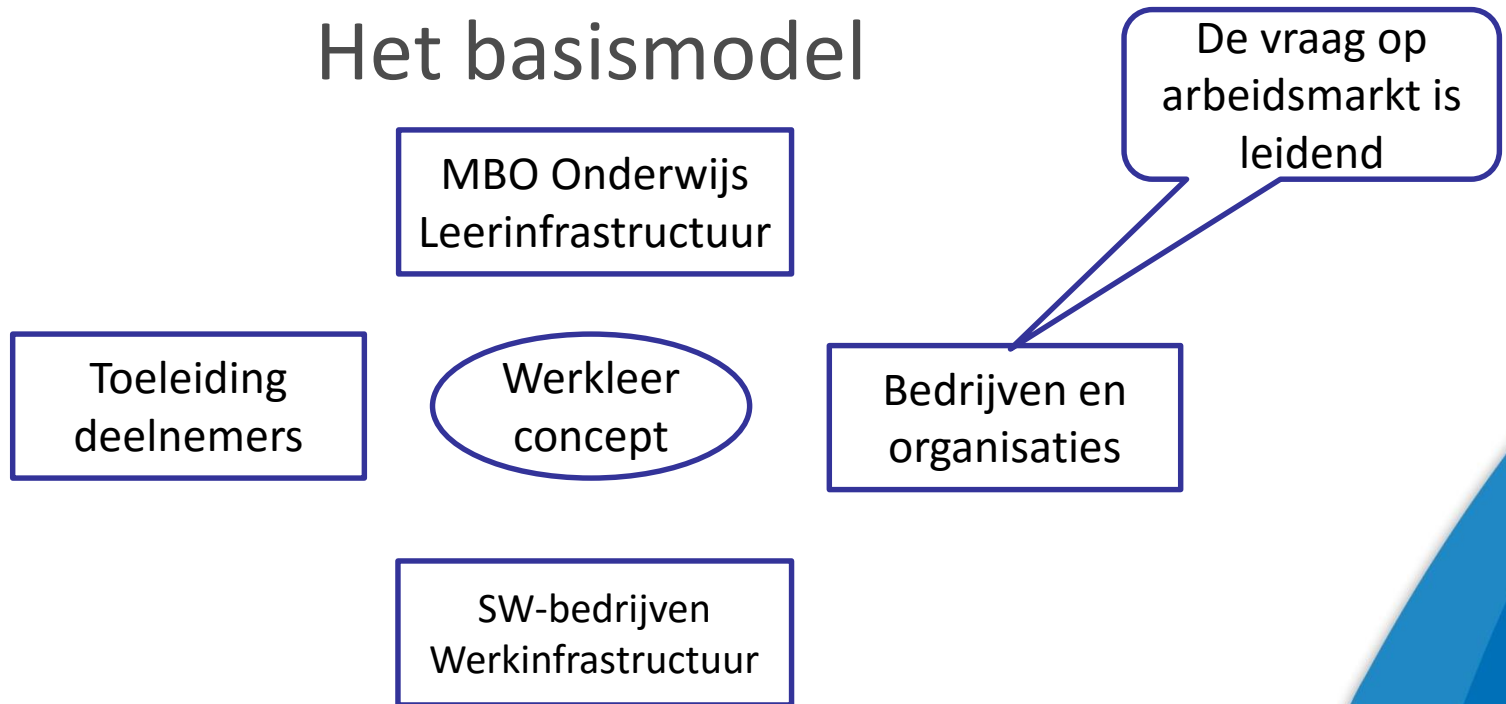 Het basismodel
De vraag op
arbeidsmarkt is
leidend
MBO Onderwijs
Leerinfrastructuur
Toeleiding
deelnemers
Werkleer
concept
Bedrijven en
organisaties
SW-bedrijven
Werkinfrastructuur